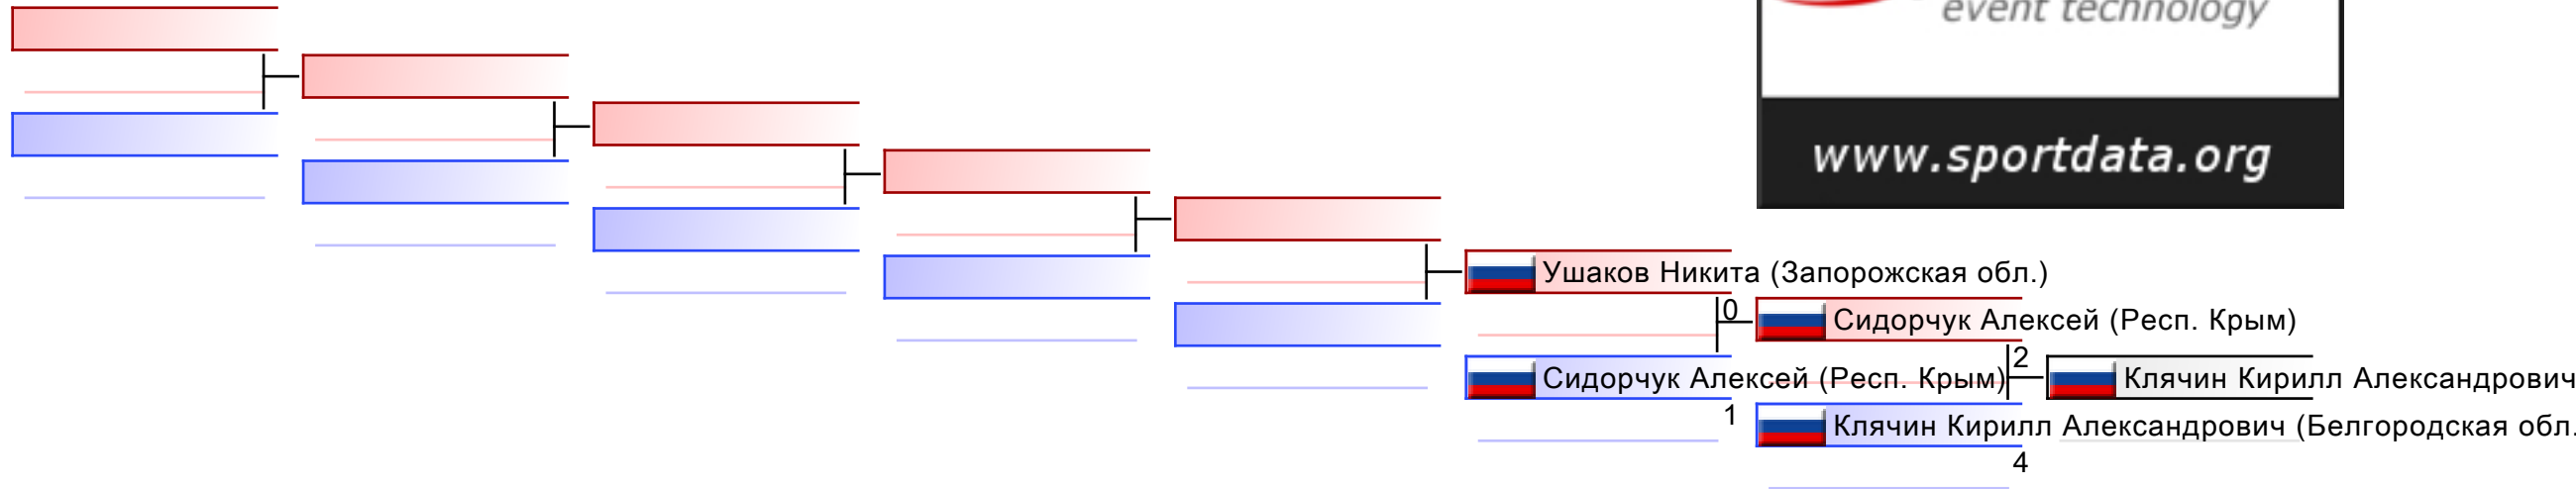 event technology
www.sportdata.org
Ушаков Никита (Запорожская обл.)
0
Сидорчук Алексей (Респ. Крым)
2
Сидорчук Алексей (Респ. Крым)
Клячин Кирилл Александрович
1
Клячин Кирилл Александрович (Белгородская обл.
4